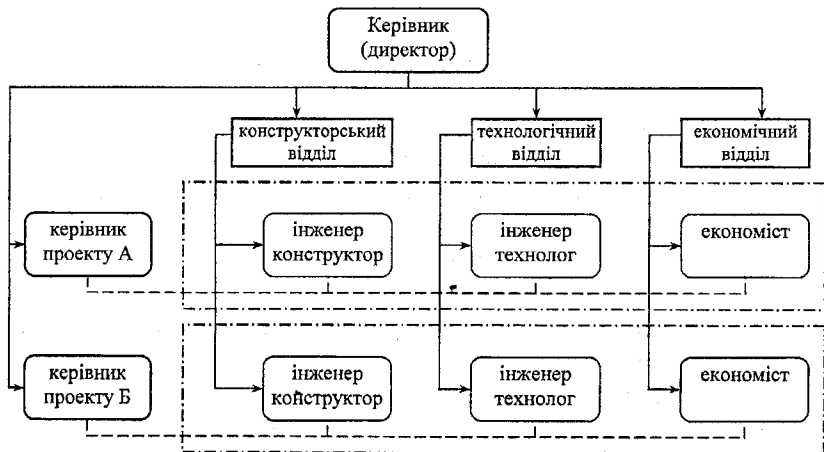 Керівник
(директор)
конструкторський
відділ
технологічний
відділ
економічний
відділ
керівник
проекту А
інженер
конструктор
інженер
технолог
економіст
керівник
проекту Б
інженер
конструктор
інженер
технолог
економіст